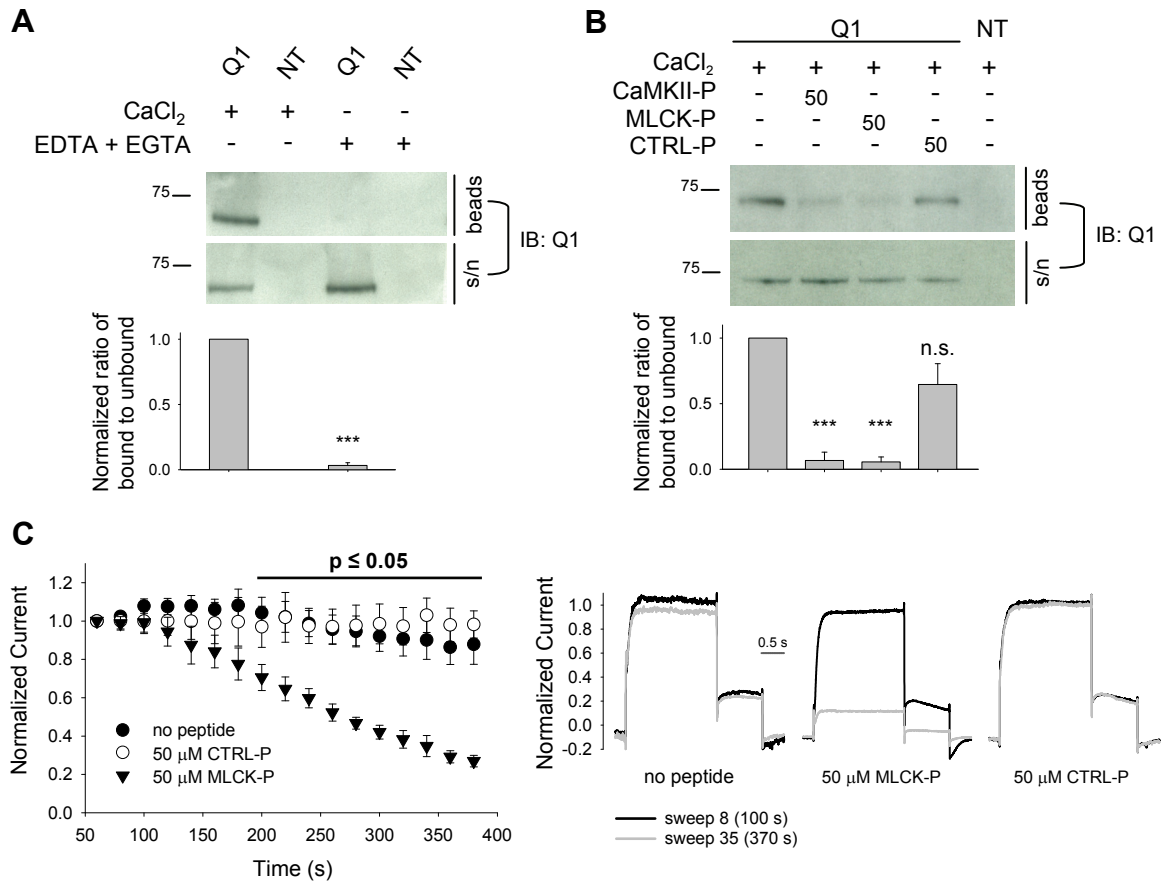 A
Q1 NT Q1 NT
CaCl₂ + + - -
EDTA + EGTA - - + +
75
beads
75
s/n
IB: Q1
Normalized ratio of
bound to unbound
1.0
0.5
0.0
***
B
Q1 NT
CaCl₂ + + + + +
CaMKII-P - 50 - - -
MLCK-P - - 50 - -
CTRL-P - - - 50 -
75
beads
75
s/n
IB: Q1
Normalized ratio of
bound to unbound
1.0
0.5
0.0
*** *** n.s.
C
p ≤ 0.05
Normalized Current
1.2
1.0
0.8
0.6
0.4
0.2
0.0
no peptide
50 μM CTRL-P
50 μM MLCK-P
50 100 150 200 250 300 350 400
Time (s)
Normalized Current
1.0
0.8
0.6
0.4
0.2
0.0
-0.2
0.5 s
no peptide 50 μM MLCK-P 50 μM CTRL-P
sweep 8 (100 s)
sweep 35 (370 s)